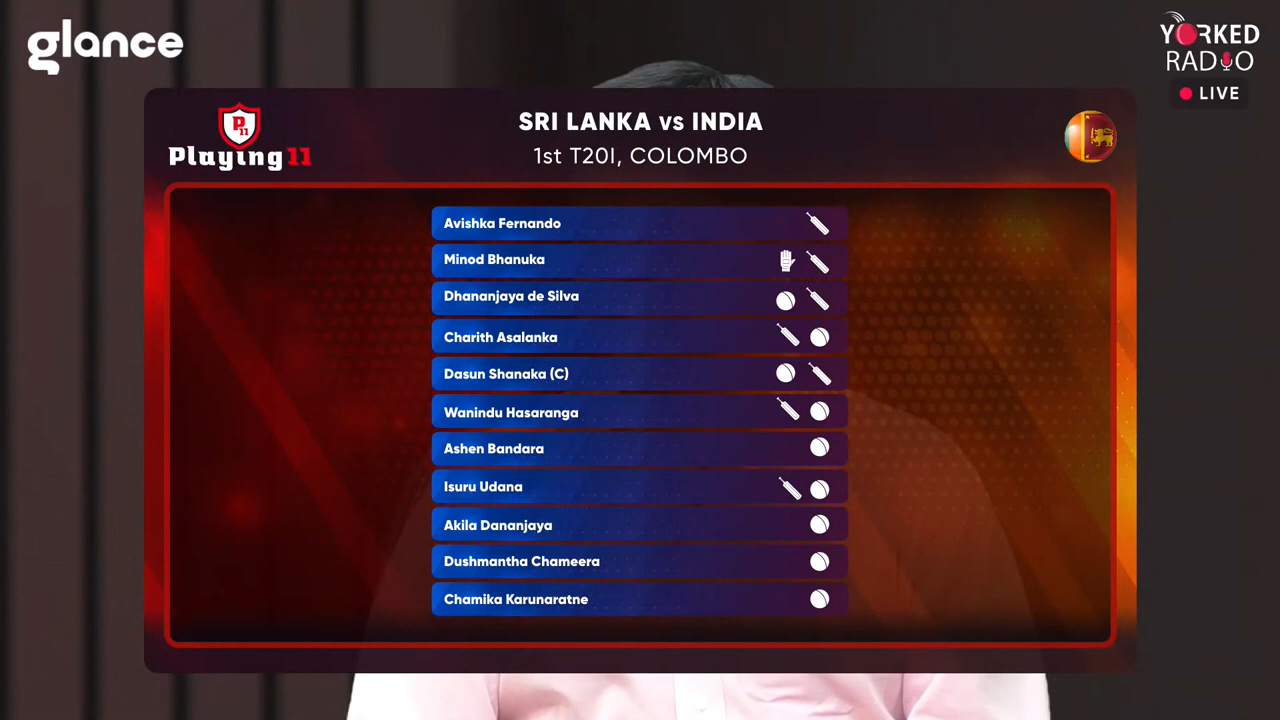 glance
YORKED
RADIO
LIVE
P
11
Playing11
SRI LANKA vs INDIA
1st T20I, COLOMBO
Avishka Fernando
Minod Bhanuka
Dhananjaya de Silva
Charith Asalanka
Dasun Shanaka (C)
Wanindu Hasaranga
Ashen Bandara
Isuru Udana
Akila Dananjaya
Dushmantha Chameera
Chamika Karunaratne